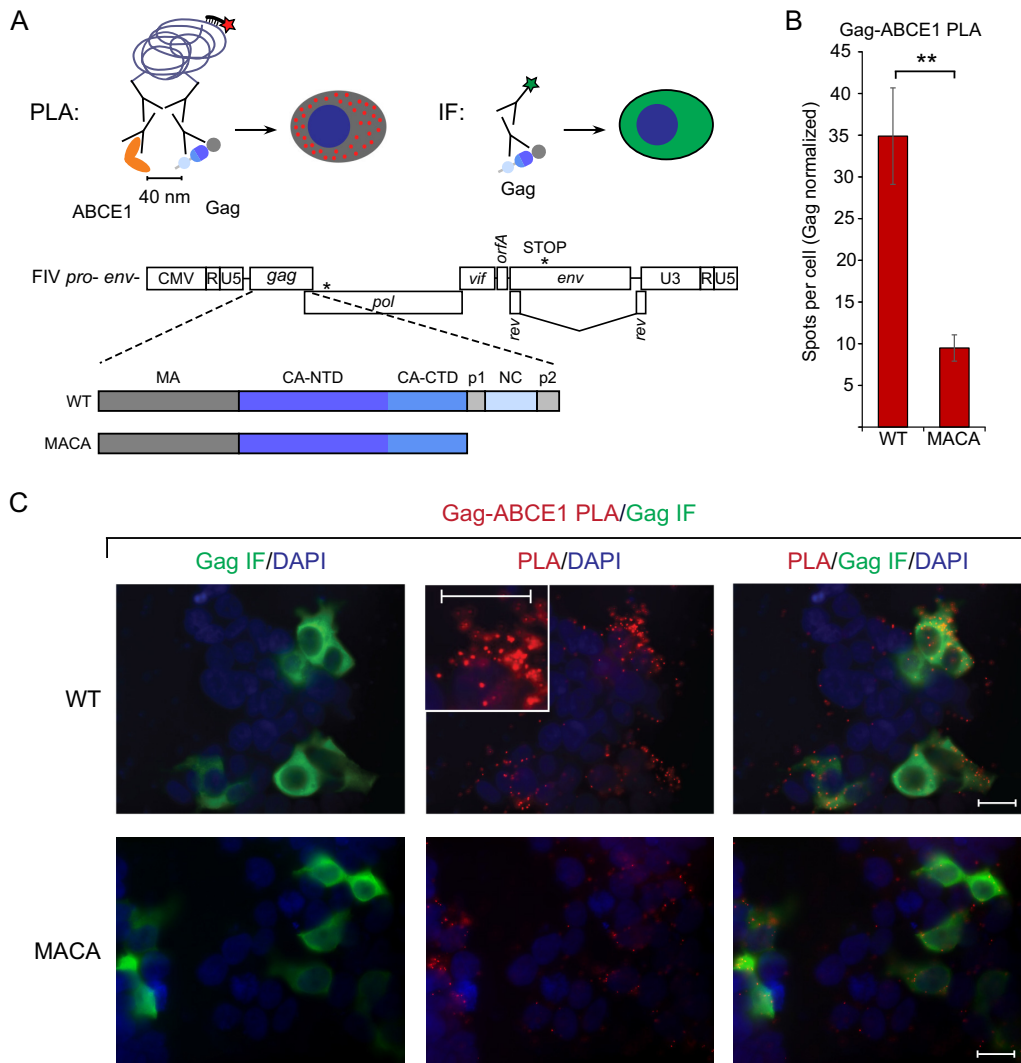 A
PLA:
40 nm
ABCE1
Gag
IF:
Gag
FIV pro- env-
CMV
R
U5
gag
*
pol
vif
orfA
STOP
*
env
rev
rev
U3
R
U5
MA
CA-NTD
CA-CTD
p1
NC
p2
WT
MACA
B
Gag-ABCE1 PLA
Spots per cell (Gag normalized)
45
40
35
30
25
20
15
10
5
**
WT
MACA
C
Gag-ABCE1 PLA/Gag IF
Gag IF/DAPI
PLA/DAPI
PLA/Gag IF/DAPI
WT
MACA